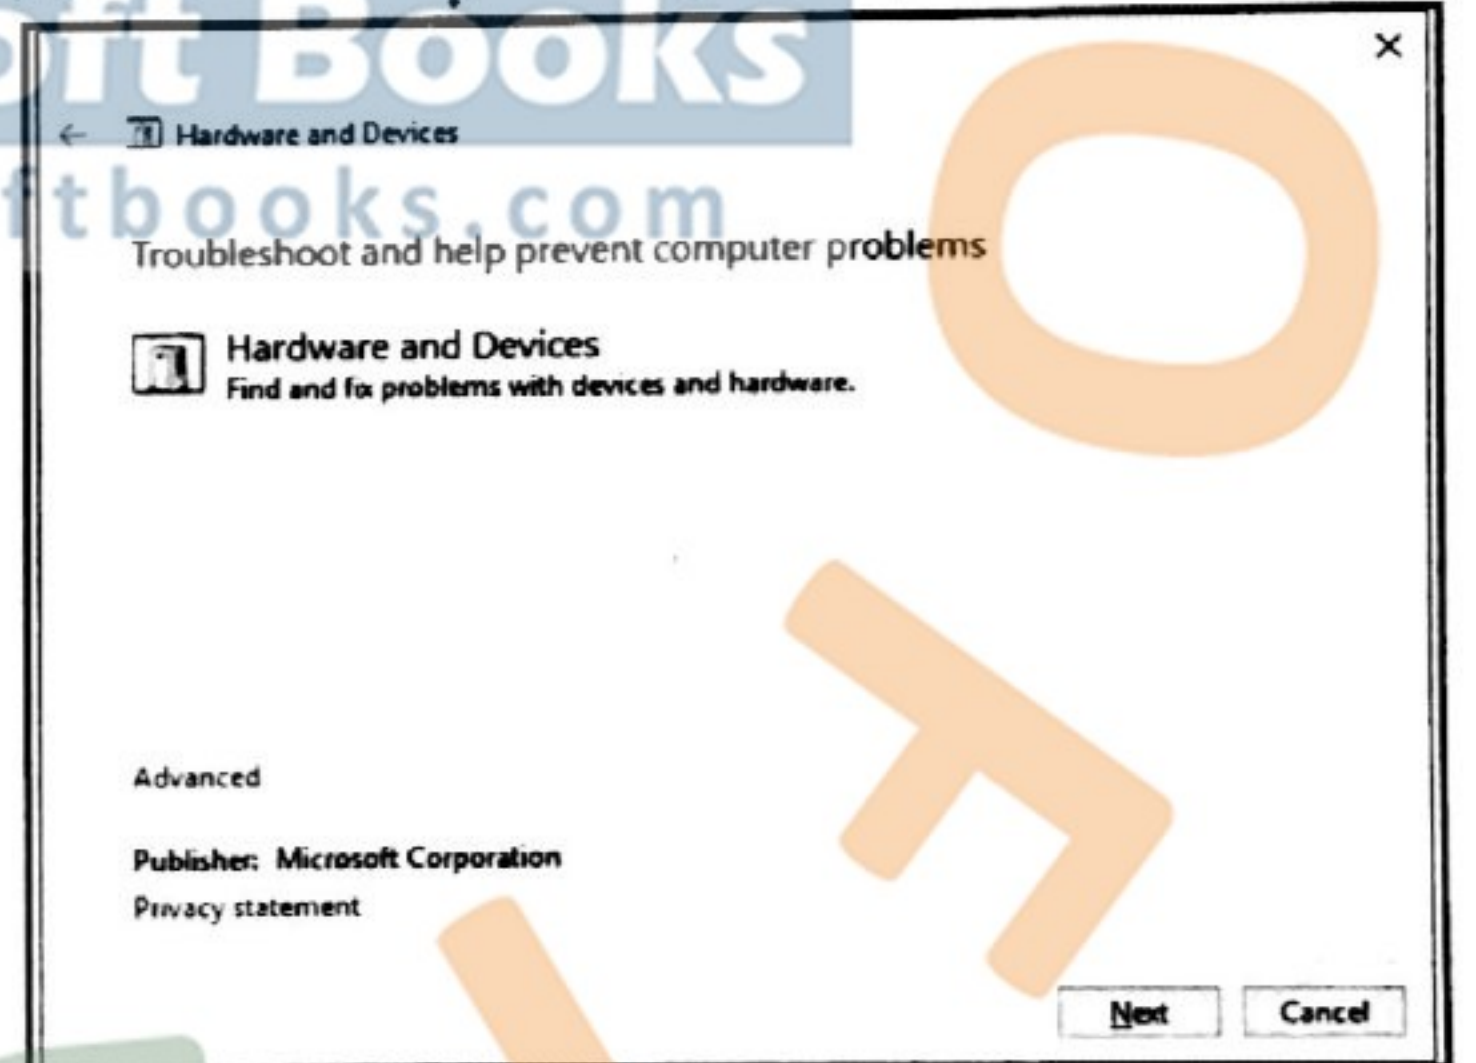 oft Books
×
← Hardware and Devices
ftbooks.com
Troubleshoot and help prevent computer problems
Hardware and Devices
Find and fix problems with devices and hardware.
Advanced
Publisher: Microsoft Corporation
Privacy statement
Next Cancel